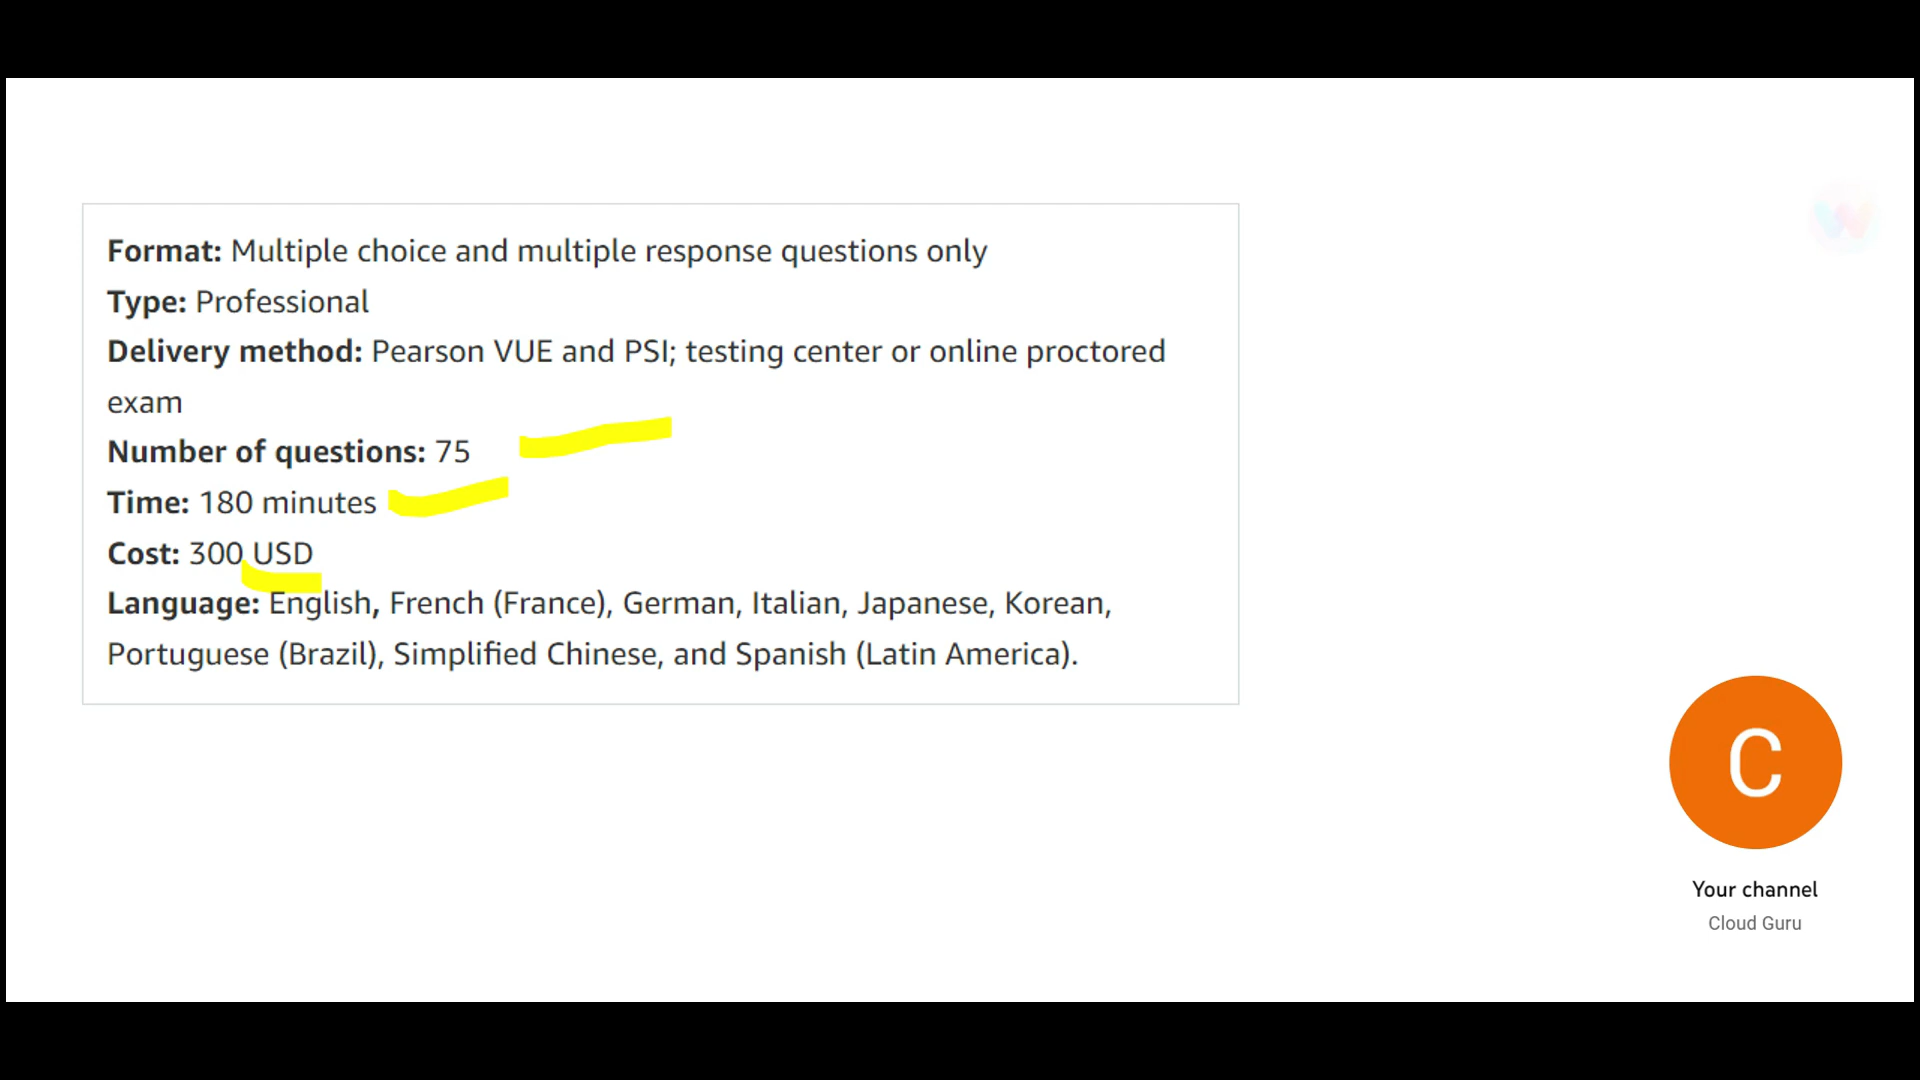 Format: Multiple choice and multiple response questions only
Type: Professional
Delivery method: Pearson VUE and PSI; testing center or online proctored
exam
Number of questions: 75
Time: 180 minutes
Cost: 300 USD
Language: English, French (France), German, Italian, Japanese, Korean,
Portuguese (Brazil), Simplified Chinese, and Spanish (Latin America).
W
C
Your channel
Cloud Guru